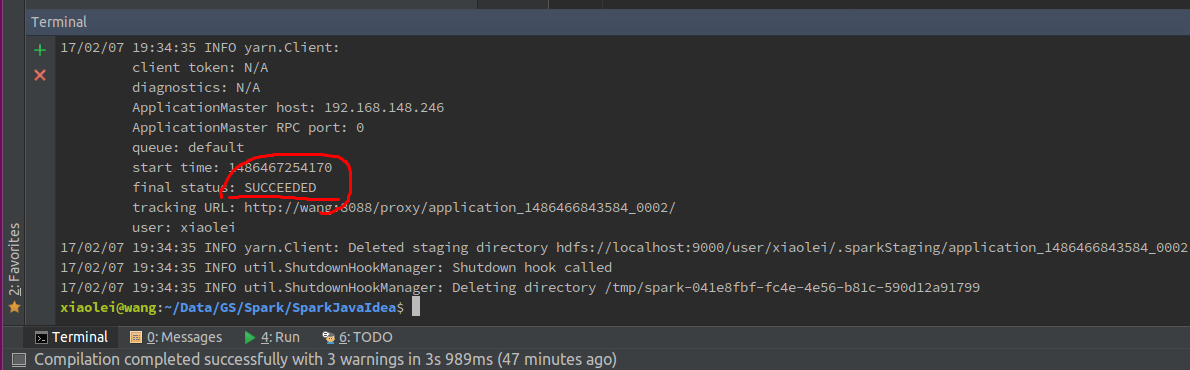 Terminal
17/02/07 19:34:35 INFO yarn.Client:
client token: N/A
diagnostics: N/A
ApplicationMaster host: 192.168.148.246
ApplicationMaster RPC port: 0
queue: default
start time: 1486467254170
final status: SUCCEEDED
tracking URL: http://wang:8088/proxy/application_1486466843584_0002/
user: xiaolei
17/02/07 19:34:35 INFO yarn.Client: Deleted staging directory hdfs://localhost:9000/user/xiaolei/.sparkStaging/application_1486466843584_0002
17/02/07 19:34:35 INFO util.ShutdownHookManager: Shutdown hook called
17/02/07 19:34:35 INFO util.ShutdownHookManager: Deleting directory /tmp/spark-041e8fbf-fc4e-4e56-b81c-590d12a91799
xiaolei@wang:~/Data/GS/Spark/SparkJavaIdea$
2: Favorites
Terminal 0: Messages 4: Run 6: TODO
Compilation completed successfully with 3 warnings in 3s 989ms (47 minutes ago)